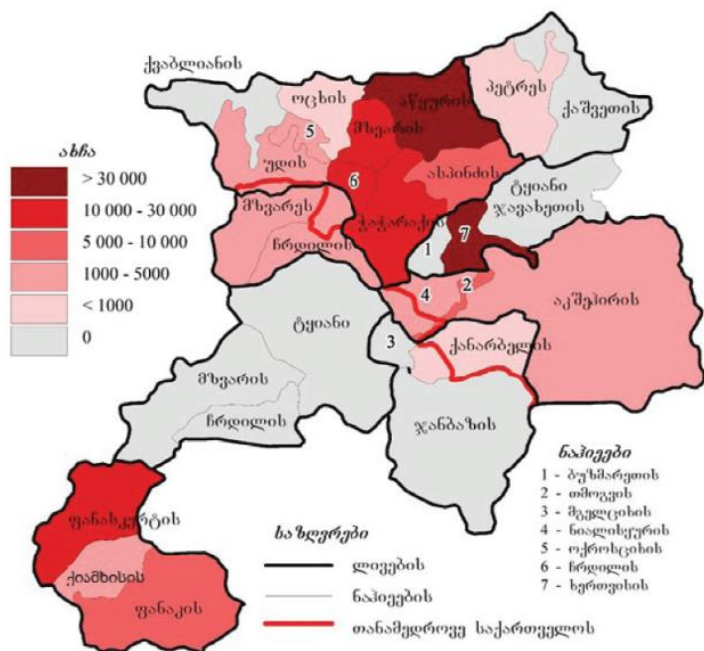 ქვაბლიანის
ოცხის
აწყურის
მხეარის
პეტრეს
ქაშვეთის
5
უდის
6
ასპინძის
ტყიანი
ჯავახეთის
მზვარეს
ჩრდილის
ჭაჭარაქის
1
7
4
2
აკშეჰირის
ტყიანი
3
ქანარბელის
მზვარის
ჩრდილის
ჯანბაზის
ფანასკერტის
ქიამხისის
ფანაკის
ახჩა
> 30 000
10 000 - 30 000
5 000 - 10 000
1000 - 5000
< 1000
0
საზღვრები
ლივების
ნაჰიეების
თანამედროვე საქართველოს
ნაჰიეები
1 - ბუზმარეთის
2 - თმოგვის
3 - მგელციხის
4 - ნიალისყურის
5 - ოქროსციხის
6 - ჩრდილის
7 - ხერთვისის